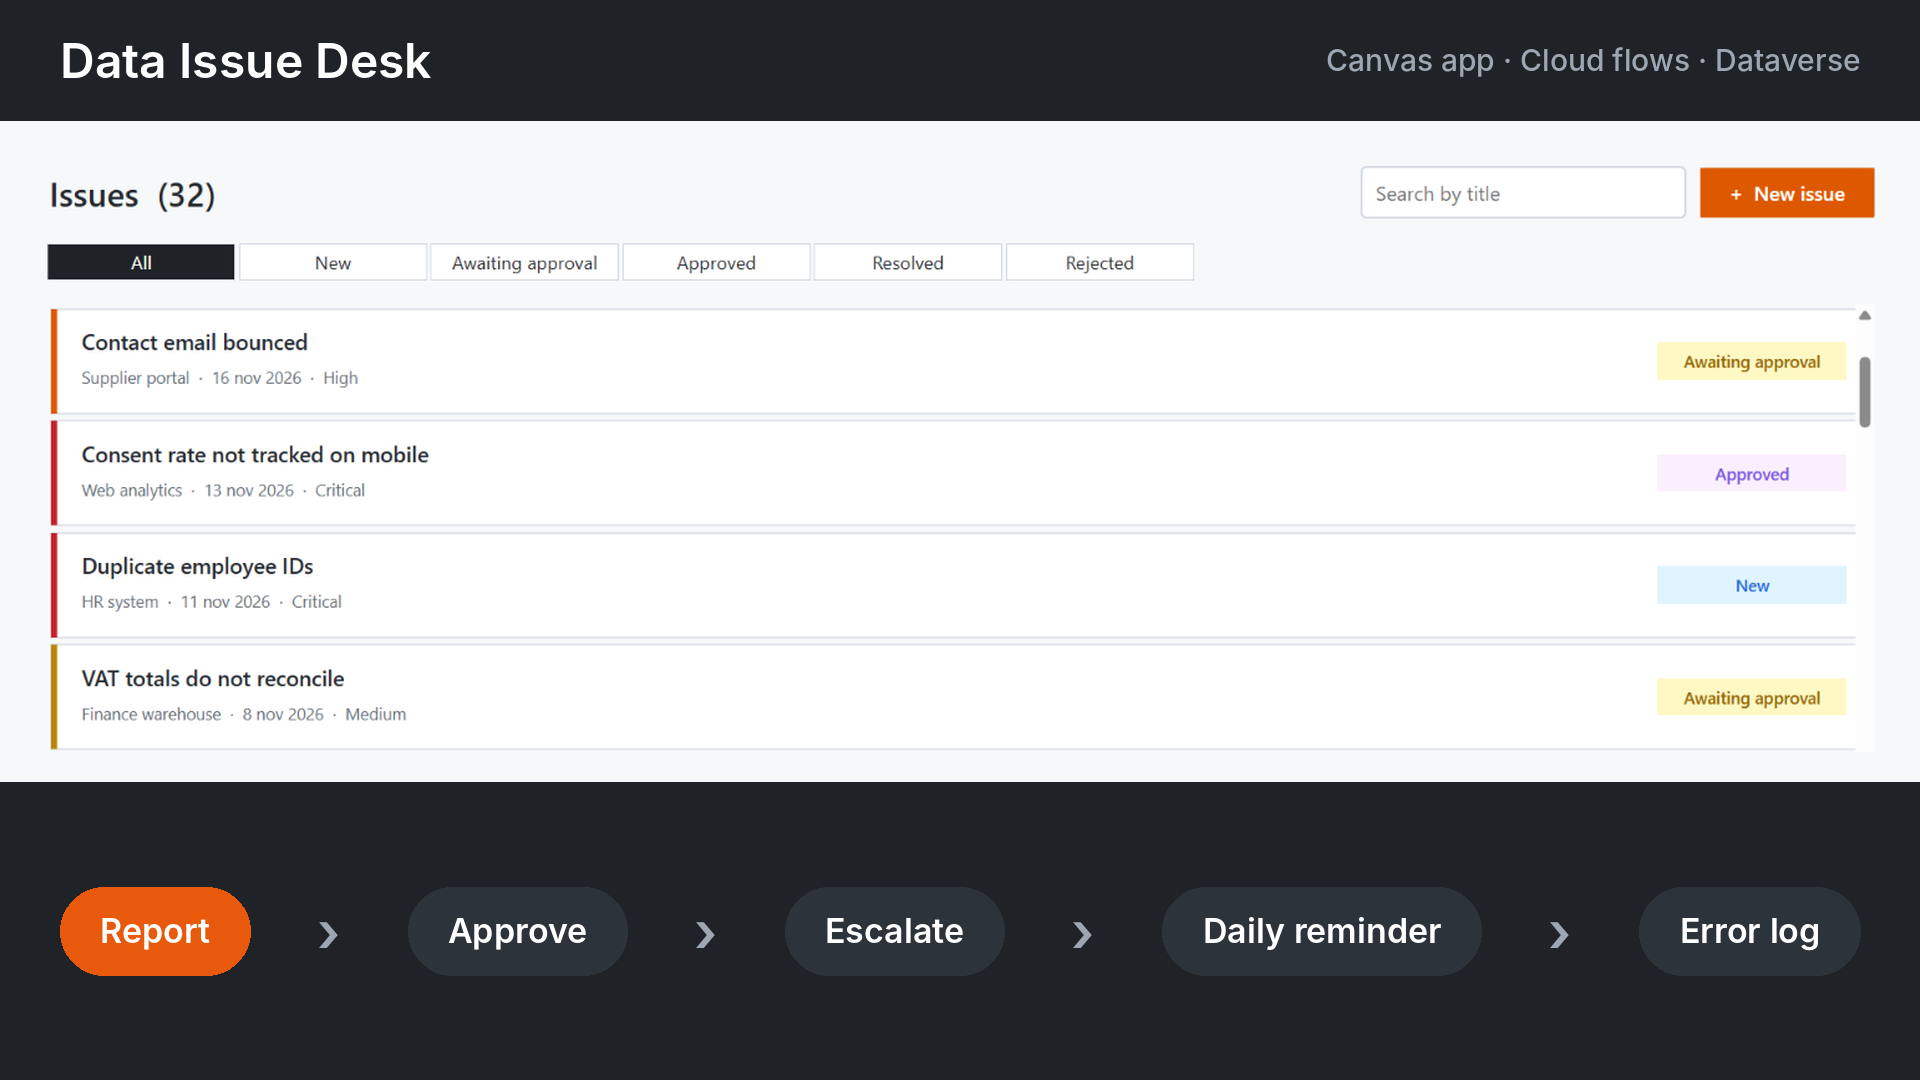 Data Issue Desk
Canvas app · Cloud flows · Dataverse
Issues (32)
Search by title
+ New issue
All
New
Awaiting approval
Approved
Resolved
Rejected
Contact email bounced
Supplier portal · 16 nov 2026 · High
Awaiting approval
Consent rate not tracked on mobile
Web analytics · 13 nov 2026 · Critical
Approved
Duplicate employee IDs
HR system · 11 nov 2026 · Critical
New
VAT totals do not reconcile
Finance warehouse · 8 nov 2026 · Medium
Awaiting approval
Report
Approve
Escalate
Daily reminder
Error log